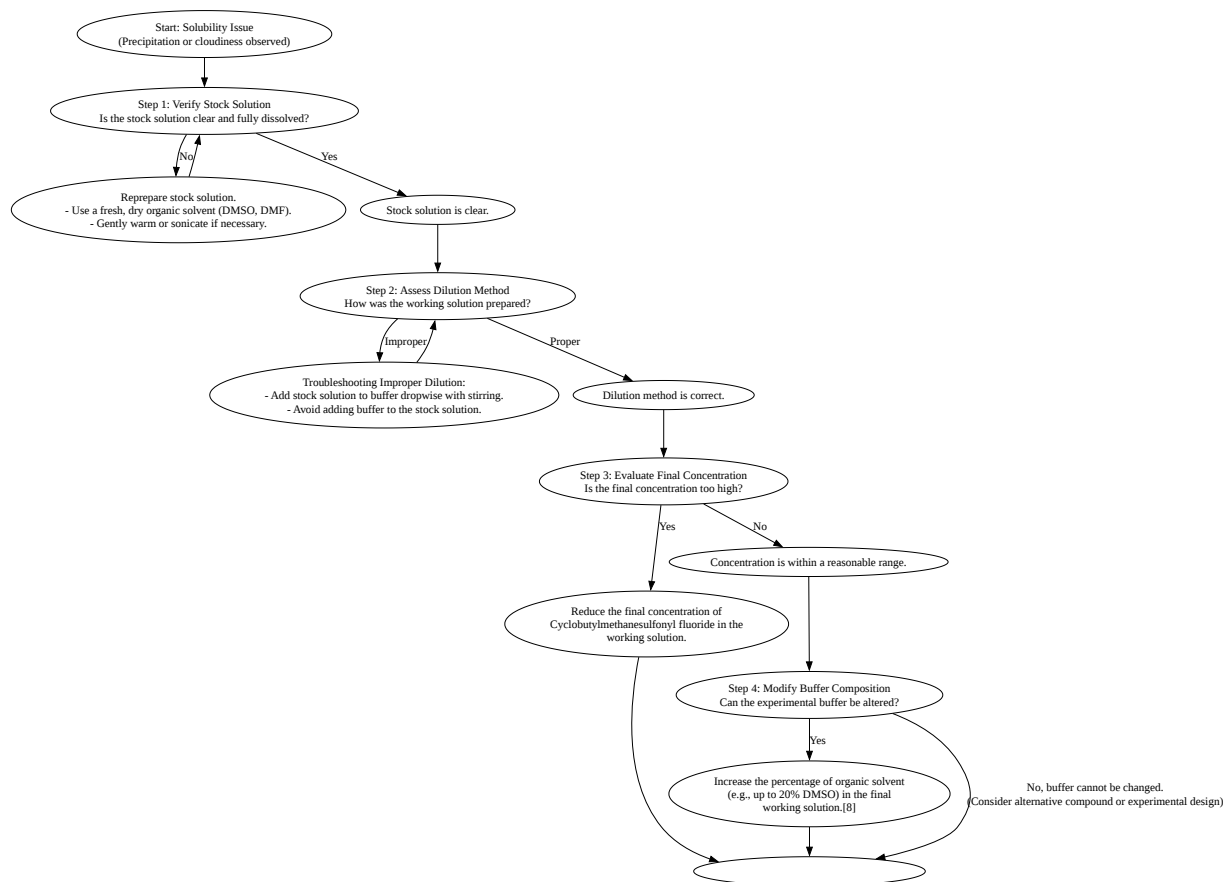 Start: Solubility Issue
(Precipitation or cloudiness observed)
Step 1: Verify Stock Solution
Is the stock solution clear and fully dissolved?
No
Yes
Reprepare stock solution.
- Use a fresh, dry organic solvent (DMSO, DMF).
- Gently warm or sonicate if necessary.
Stock solution is clear.
Step 2: Assess Dilution Method
How was the working solution prepared?
Improper
Proper
Troubleshooting Improper Dilution:
- Add stock solution to buffer dropwise with stirring.
- Avoid adding buffer to the stock solution.
Dilution method is correct.
Step 3: Evaluate Final Concentration
Is the final concentration too high?
Yes
No
Concentration is within a reasonable range.
Reduce the final concentration of
Cyclobutylmethanesulfonyl fluoride in the
working solution.
Step 4: Modify Buffer Composition
Can the experimental buffer be altered?
Yes
Increase the percentage of organic solvent
(e.g., up to 20% DMSO) in the final
working solution.[8]
No, buffer cannot be changed.
(Consider alternative compound or experimental design)